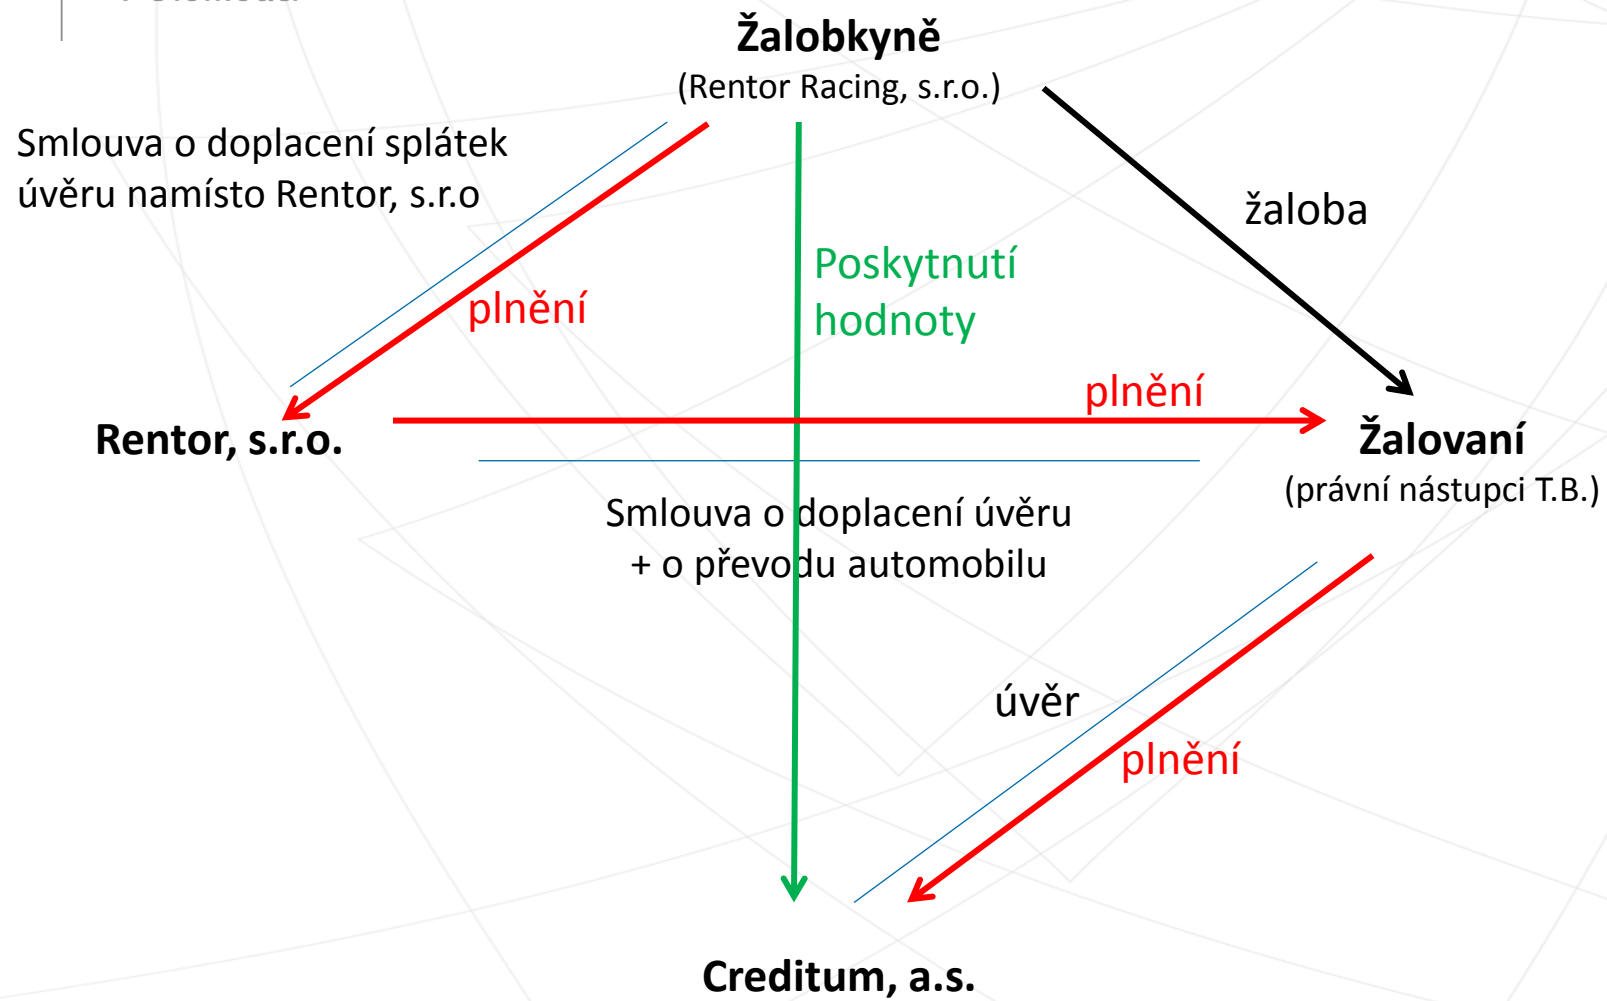 Žalobkyně
(Rentor Racing, s.r.o.)
Smlouva o doplacení splátek
úvěru namísto Rentor, s.r.o
žaloba
Poskytnutí
hodnoty
plnění
plnění
Rentor, s.r.o.
Žalovaní
(právní nástupci T.B.)
Smlouva o doplacení úvěru
+ o převodu automobilu
úvěr
plnění
Creditum, a.s.